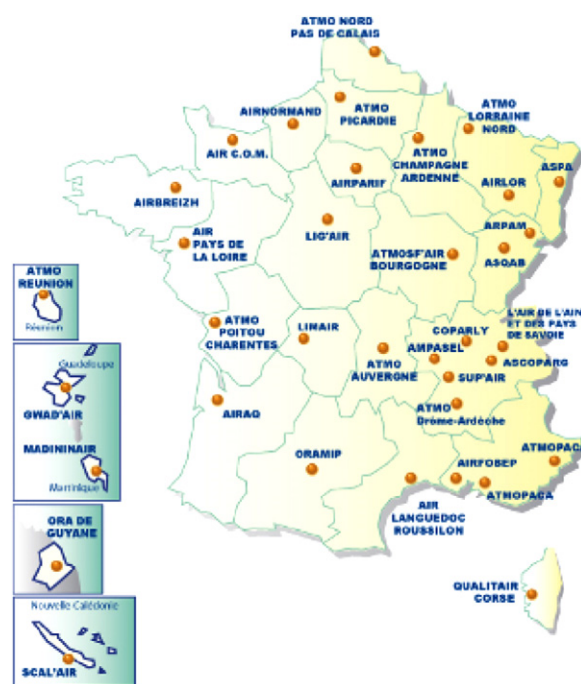 ATMO NORD
PAS DE CALAIS
AIRNORMAND
ATMO
PICARDIE
ATMO
LORRAINE
NORD
AIR C.O.M.
ATMO
CHAMPAGNE
ARDENNE
ASPA
AIRPARIF
AIRLOR
AIRBREIZH
AIR
PAYS DE
LA LOIRE
LIG'AIR
ARPAM
ATMOSF'AIR
BOURGOGNE
ASQAB
ATMO
REUNION
Réunion
ATMO
POITOU
CHARENTES
LIMAIR
COPARLY
L'AIR DE L'AIN
ET DES PAYS
DE SAVOIE
AMPASEL
ASCOPARG
ATMO
AUVERGNE
SUP'AIR
Guadeloupe
GWAD'AIR
AIRAQ
ATMO
Drôme-Ardèche
MADININAIR
Martinique
ORAMIP
AIRFOBEP
ATMOPACA
ATMOPACA
AIR
LANGUEDOC
ROUSSILON
ORA DE
GUYANE
QUALITAIR
CORSE
Nouvelle Calédonie
SCAL'AIR